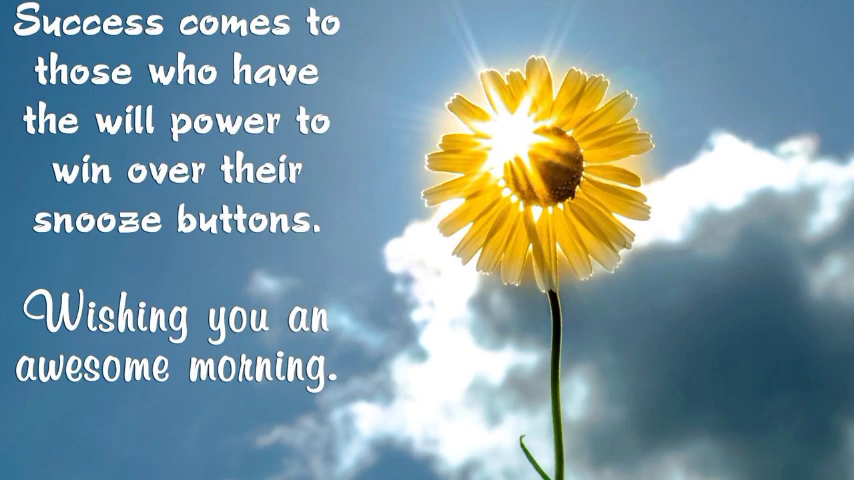 Success comes to
those who have
the will power to
win over their
snooze buttons.
Wishing you an
awesome morning.